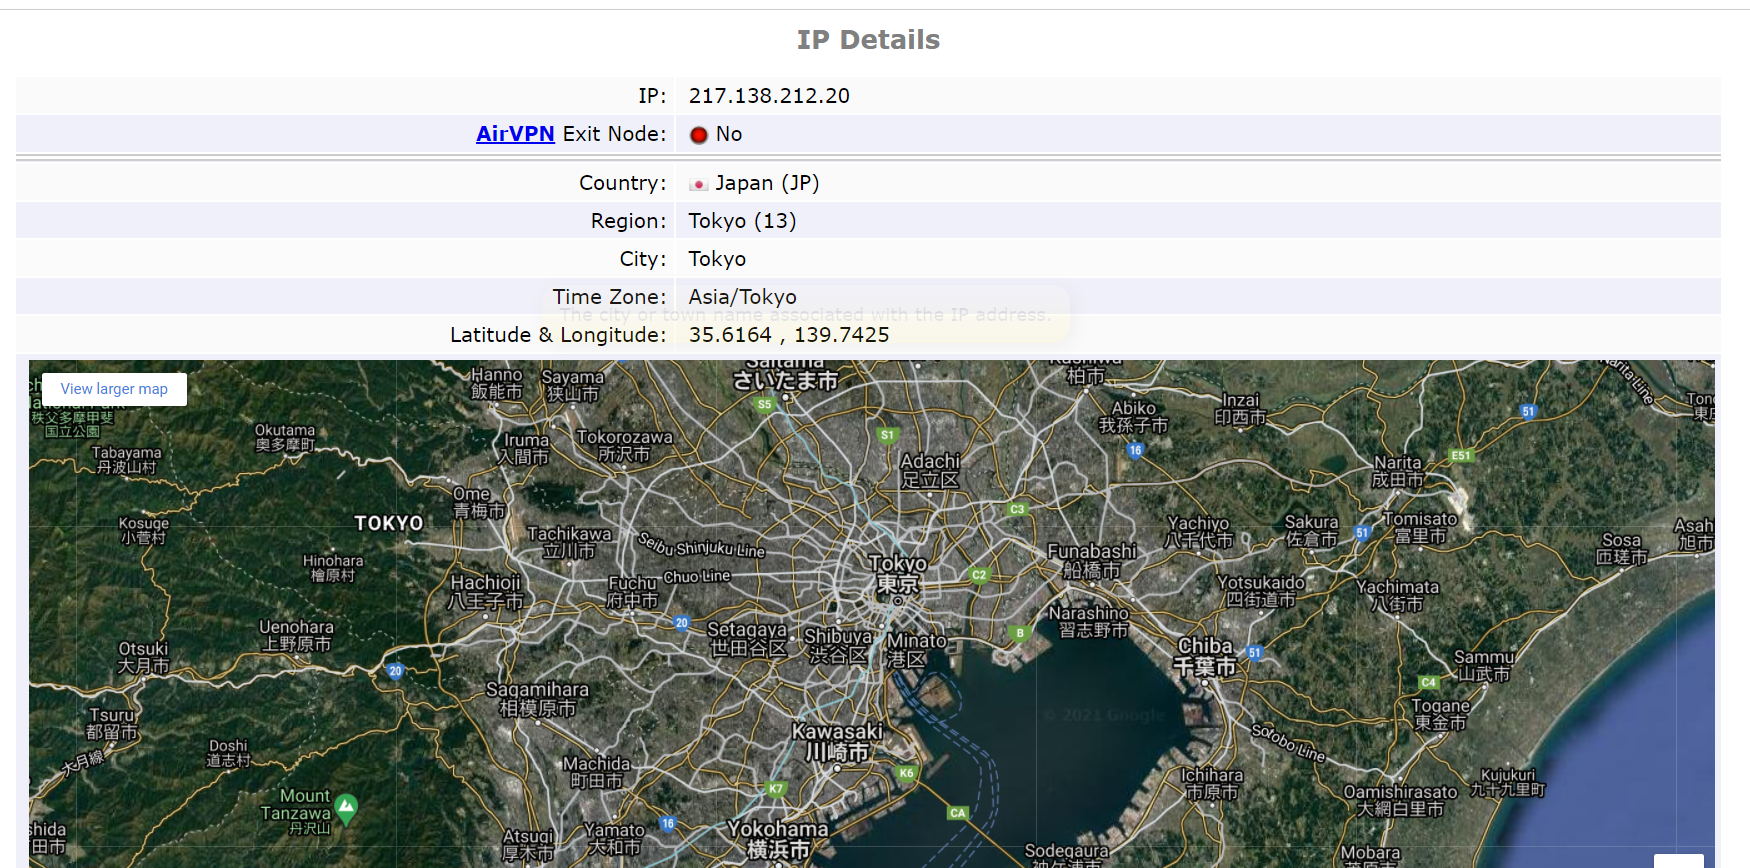 IP Details
IP: 217.138.212.20
AirVPN Exit Node: No
Country: Japan (JP)
Region: Tokyo (13)
City: Tokyo
Time Zone: Asia/Tokyo
The city or town name associated with the IP address.
Latitude & Longitude: 35.6164 , 139.7425
View larger map
秩父多摩甲斐
国立公園
Hanno
飯能市
Sayama
狭山市
Saitama
さいたま市
柏市
Narita Line
S5
S1
Abiko
我孫子市
Inzai
印西市
51
16
Okutama
奥多摩町
Tabayama
丹波山村
Iruma
入間市
Tokorozawa
所沢市
Adachi
足立区
Narita
成田市
E51
Ome
青梅市
TOKYO
Kosuge
小菅村
Tachikawa
立川市
Seibu Shinjuku Line
C3
Yachiyo
八千代市
Sakura
佐倉市
51
Tomisato
富里市
Sosa
匝瑳市
Asah
旭市
Hinohara
檜原村
Hachioji
八王子市
Fuchu
府中市
Chuo Line
Tokyo
東京
C2
Funabashi
船橋市
Yotsukaido
四街道市
Yachimata
八街市
Uenohara
上野原市
Otsuki
大月市
20
20
Setagaya
世田谷区
Shibuya
渋谷区
Minato
港区
B
Narashino
習志野市
Chiba
千葉市
51
Sammu
山武市
C4
Togane
東金市
Sagamihara
相模原市
Tsuru
都留市
大月線
Doshi
道志村
© 2021 Google
Kawasaki
川崎市
Sotobo Line
Machida
町田市
K7
K6
Ichihara
市原市
Oamishirasato
大網白里市
Kujukuri
九十九里町
Mount
Tanzawa
丹沢山
CA
shida
田市
Atsugi
厚木市
Yamato
大和市
16
Yokohama
横浜市
Sodegaura
Mobara